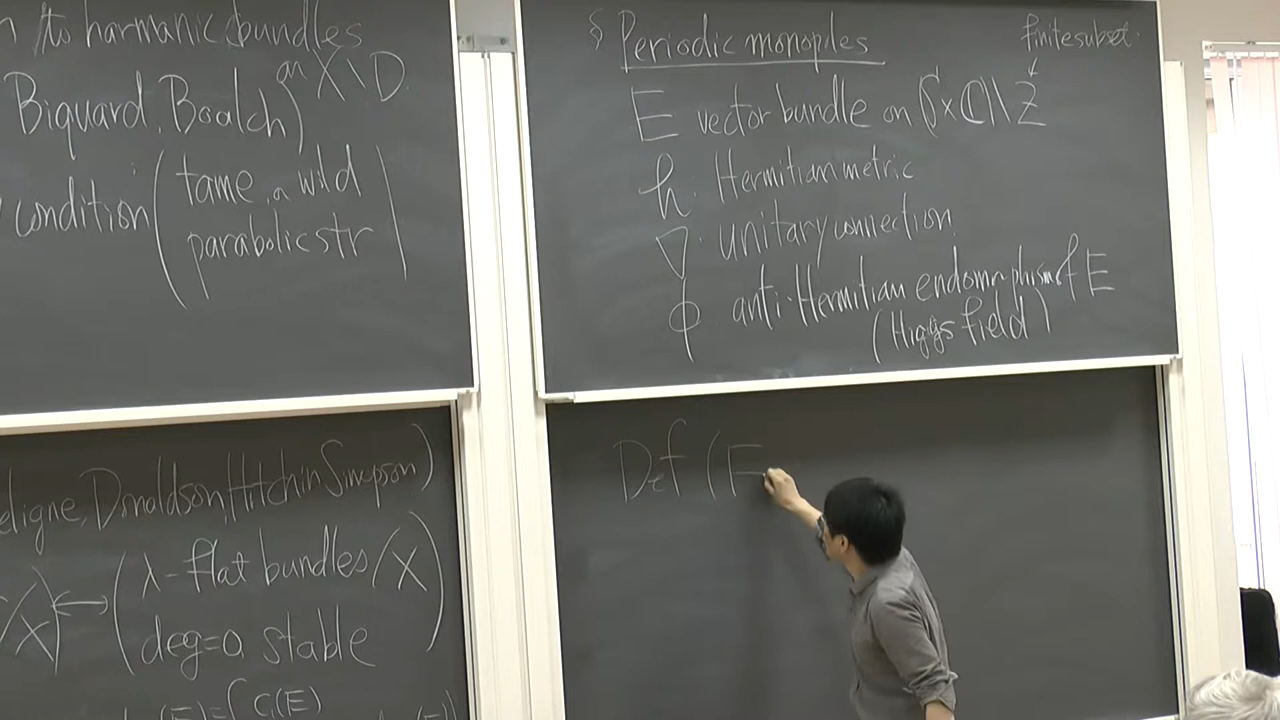 to harmonic bundles
on X\D
Biquard, Boalch)
condition ( tame, wild
parabolic str )
eligne, Donaldson, Hitchin Simpson)
/X) ↔ ( λ-flat bundles/X
deg=0 stable )
(E) = ∫ C₁(E)
§ Periodic monopoles
finite subset.
E vector bundle on (S¹×ℂ)\Z
h. Hermitian metric
∇. unitary connection
ϕ anti-Hermitian endomorphism of E
(Higgs field)
Def (E